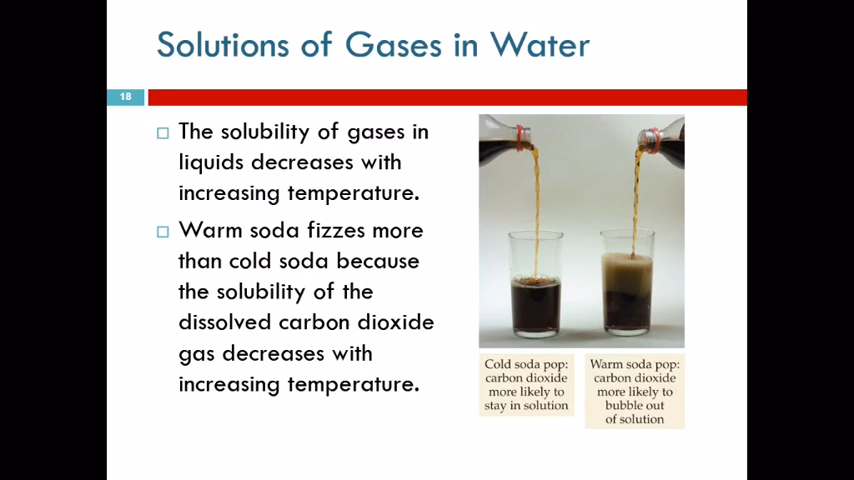 Solutions of Gases in Water
18
The solubility of gases in
liquids decreases with
increasing temperature.
Warm soda fizzes more
than cold soda because
the solubility of the
dissolved carbon dioxide
gas decreases with
increasing temperature.
Cold soda pop:
carbon dioxide
more likely to
stay in solution
Warm soda pop:
carbon dioxide
more likely to
bubble out
of solution